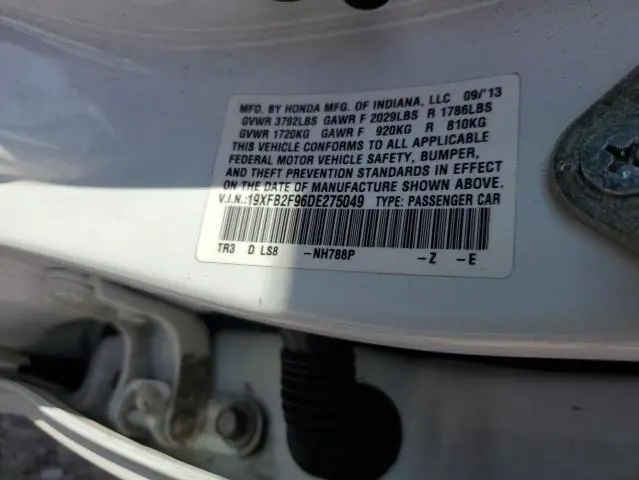 MFD. BY HONDA MFG. OF INDIANA, LLC 09/'13
GVWR 3792LBS GAWR F 2029LBS R 1786LBS
GVWR 1720KG GAWR F 920KG R 810KG
THIS VEHICLE CONFORMS TO ALL APPLICABLE
FEDERAL MOTOR VEHICLE SAFETY, BUMPER,
AND THEFT PREVENTION STANDARDS IN EFFECT
ON THE DATE OF MANUFACTURE SHOWN ABOVE.
V.I.N.:19XFB2F96DE275049 TYPE: PASSENGER CAR
TR3 D LS8 -NH788P -Z -E